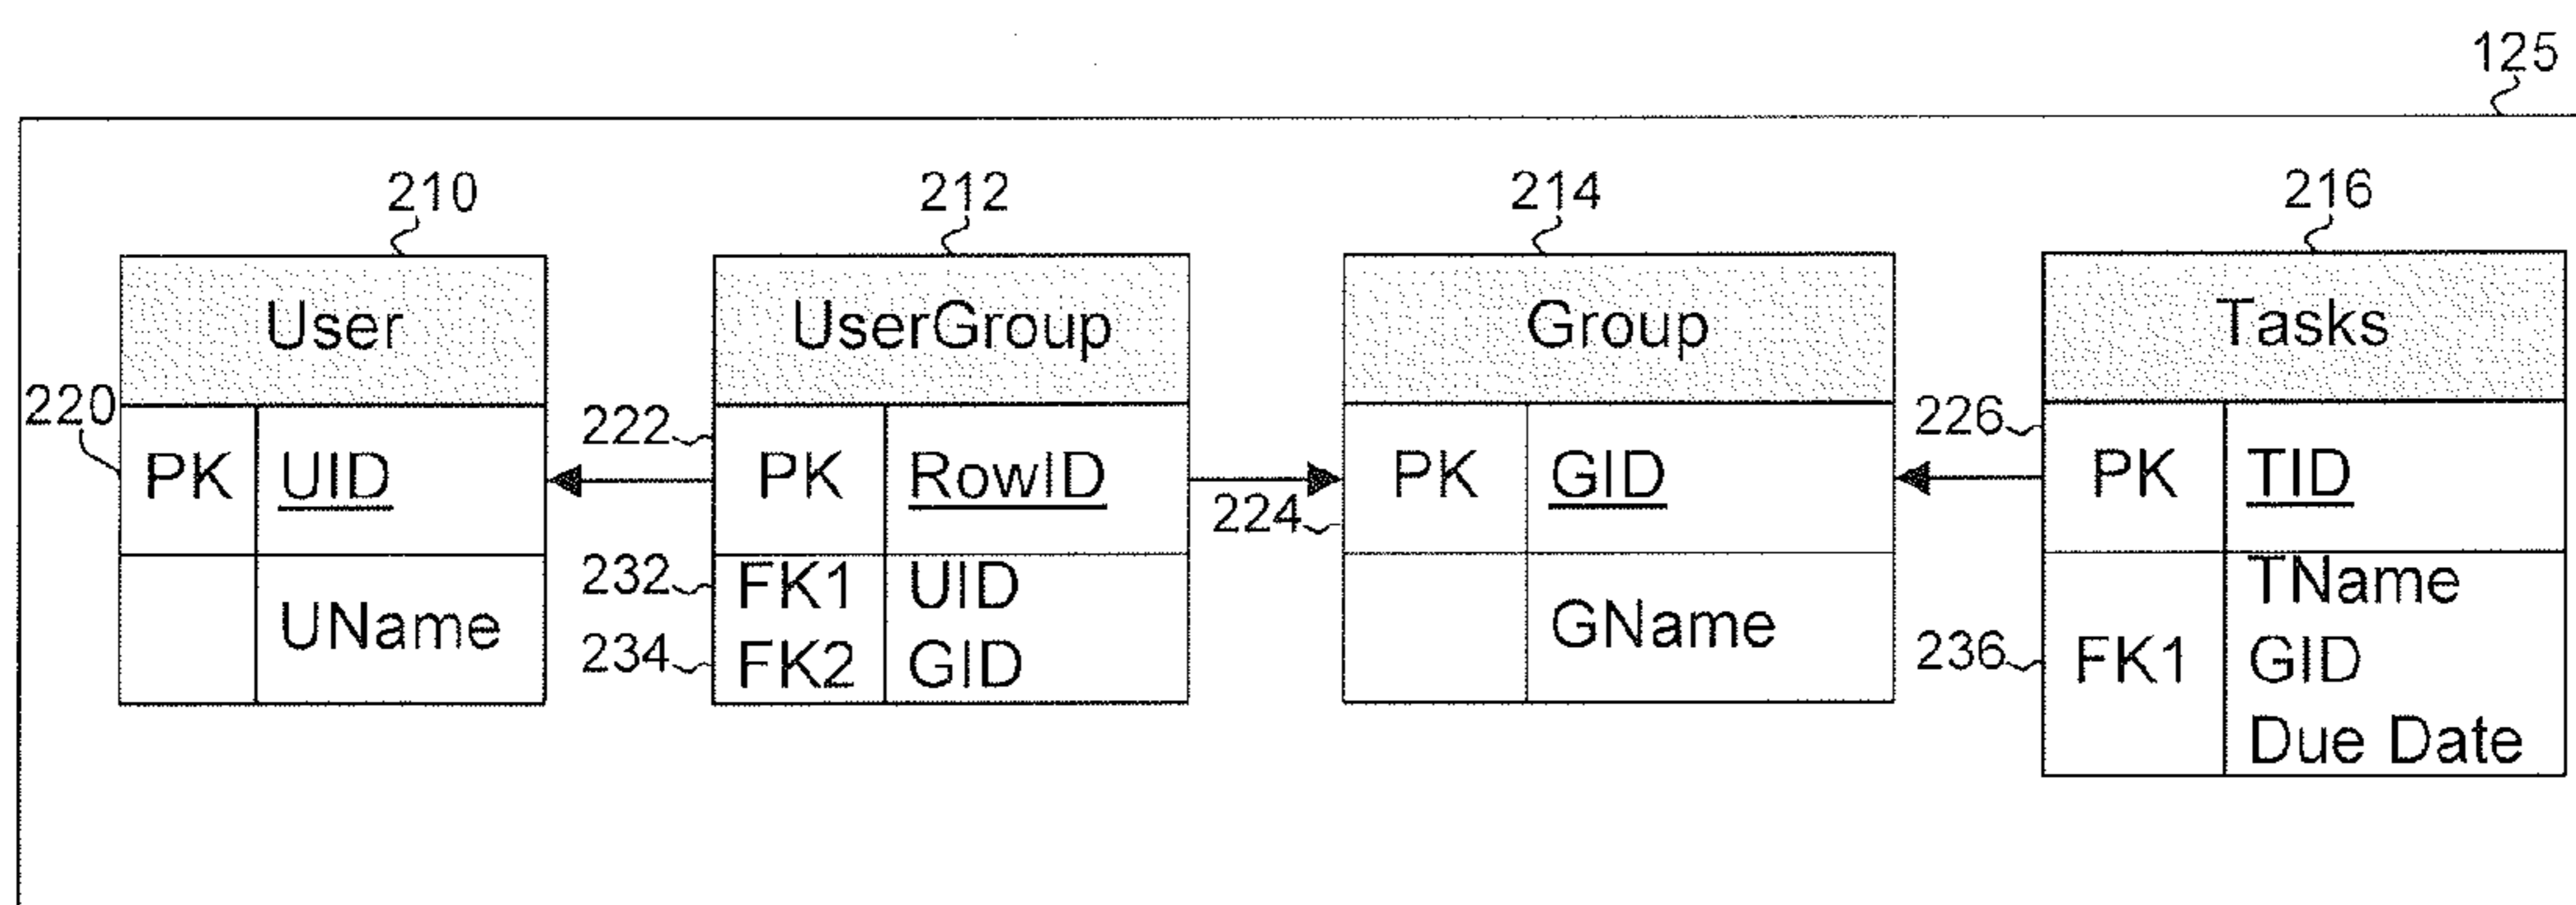 125
210 212 214 216
User UserGroup Group Tasks
220 222 226
PK UID PK RowID PK GID PK TID
224
232 FK1 UID TName
UName GName
234 FK2 GID 236 FK1 GID
Due Date